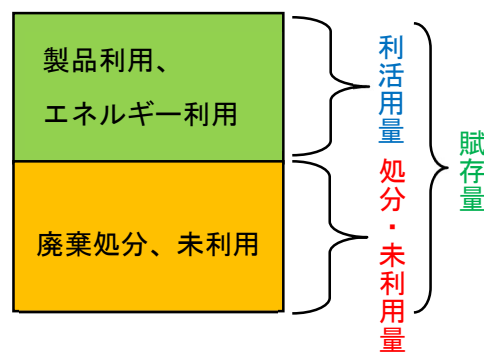 製品利用、
エネルギー利用
廃棄処分、未利用
利活用量
処分・未利用量
賦存量